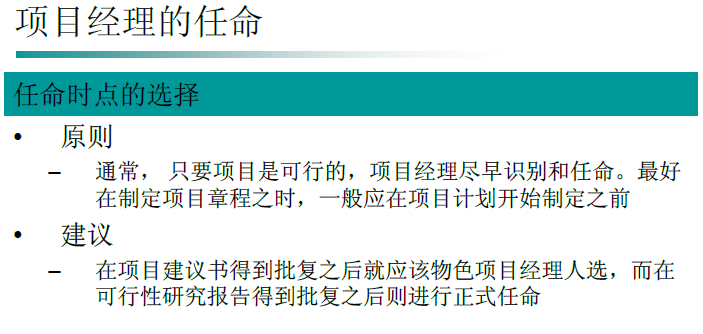 项目经理的任命
任命时点的选择
• 原则
– 通常, 只要项目是可行的，项目经理尽早识别和任命。最好
在制定项目章程之时，一般应在项目计划开始制定之前
• 建议
– 在项目建议书得到批复之后就应该物色项目经理人选，而在
可行性研究报告得到批复之后则进行正式任命